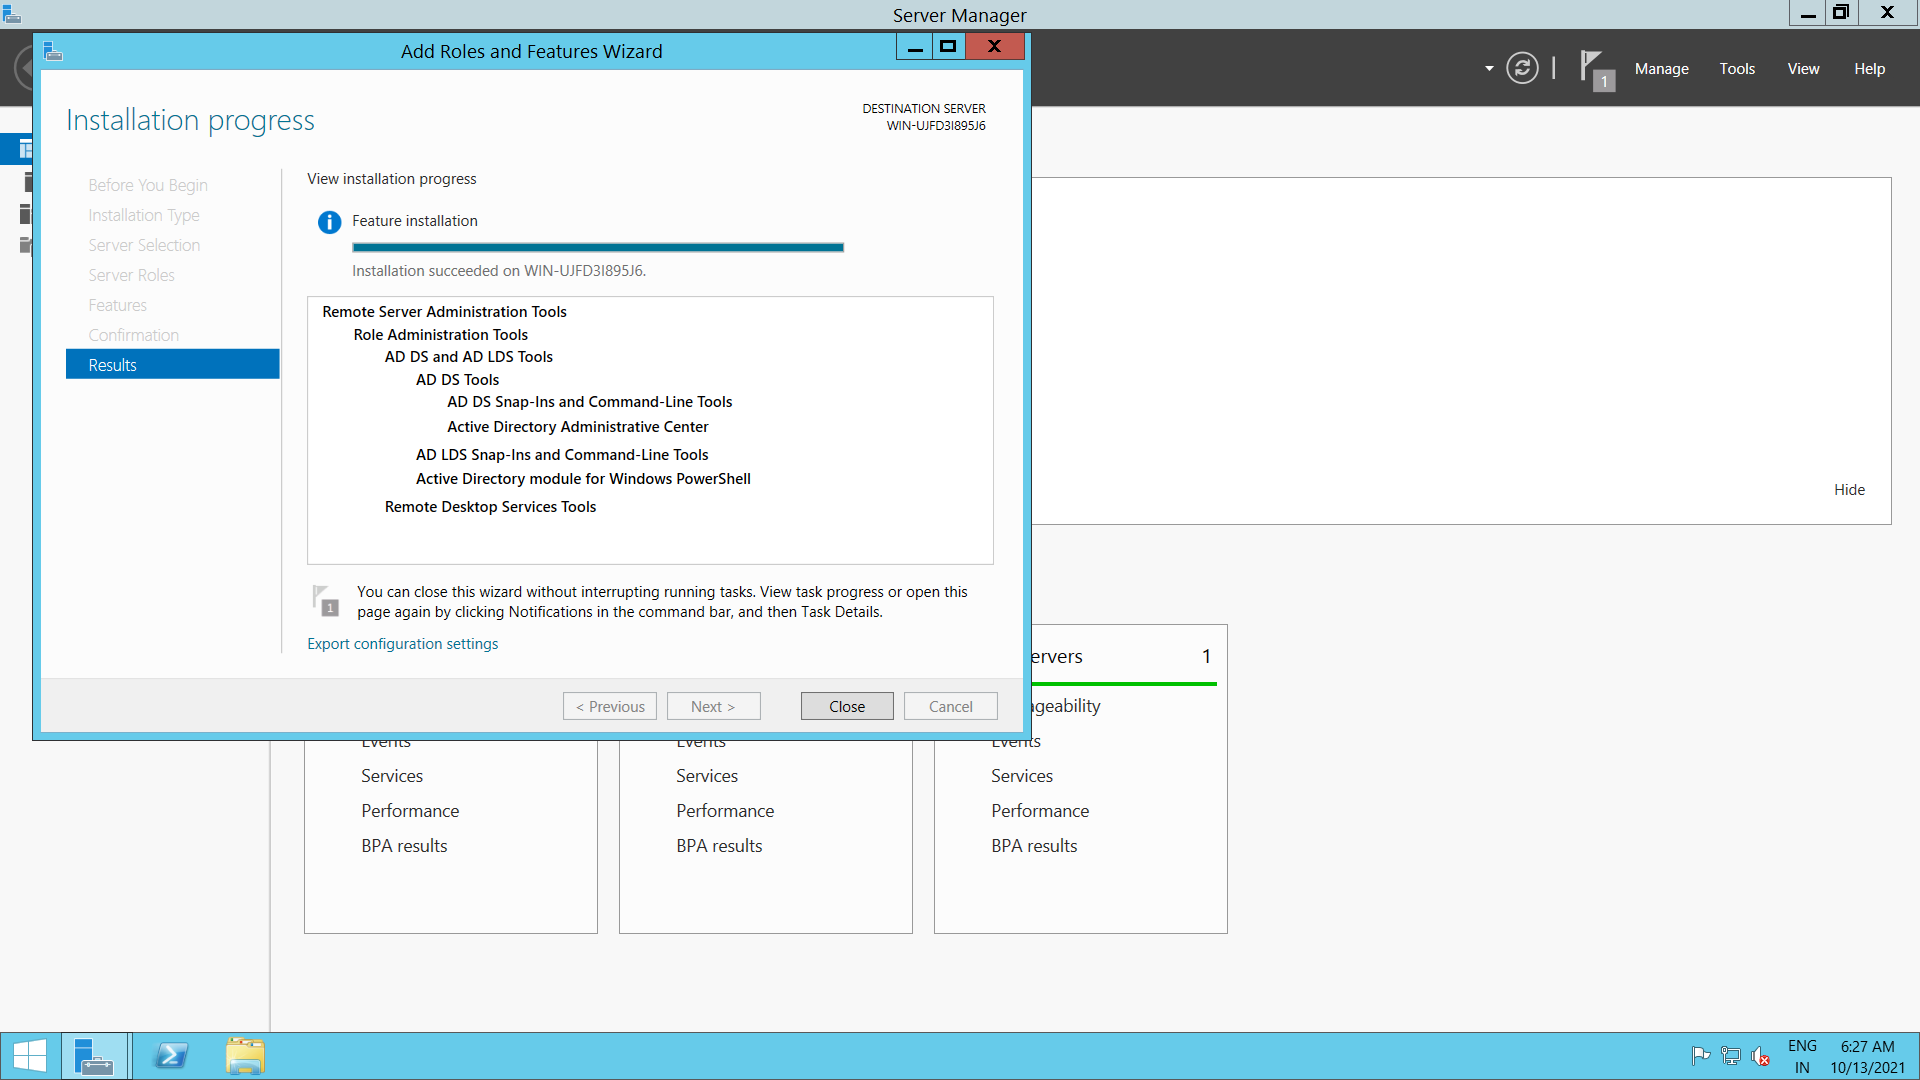 Server Manager
Add Roles and Features Wizard
1
Manage
Tools
View
Help
Installation progress
DESTINATION SERVER
WIN-UJFD3I895J6
Before You Begin
Installation Type
Server Selection
Server Roles
Features
Confirmation
Results
View installation progress
Feature installation
Installation succeeded on WIN-UJFD3I895J6.
Remote Server Administration Tools
Role Administration Tools
AD DS and AD LDS Tools
AD DS Tools
AD DS Snap-Ins and Command-Line Tools
Active Directory Administrative Center
AD LDS Snap-Ins and Command-Line Tools
Active Directory module for Windows PowerShell
Remote Desktop Services Tools
1
You can close this wizard without interrupting running tasks. View task progress or open this
page again by clicking Notifications in the command bar, and then Task Details.
Export configuration settings
< Previous
Next >
Close
Cancel
Hide
ervers 1
ageability
Events
Services
Performance
BPA results
Events
Services
Performance
BPA results
Events
Services
Performance
BPA results
ENG
IN
6:27 AM
10/13/2021